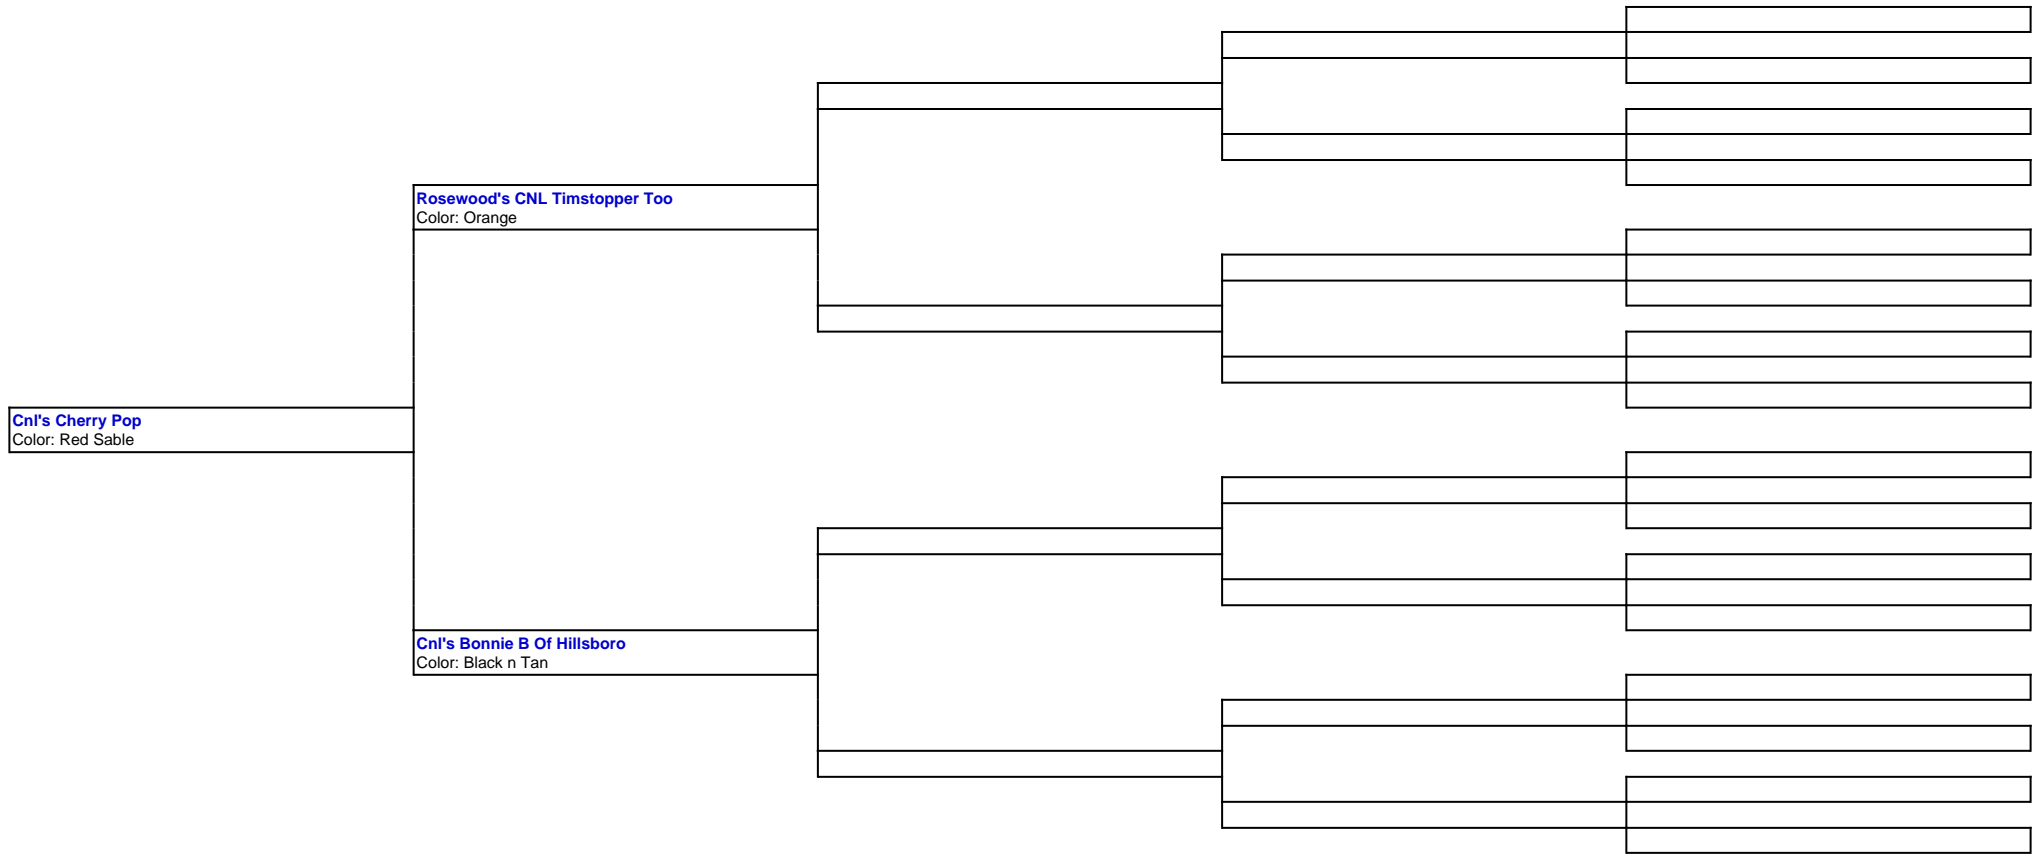 Rosewood's CNL Timstopper Too
Color: Orange
Cnl's Cherry Pop
Color: Red Sable
Cnl's Bonnie B Of Hillsboro
Color: Black n Tan